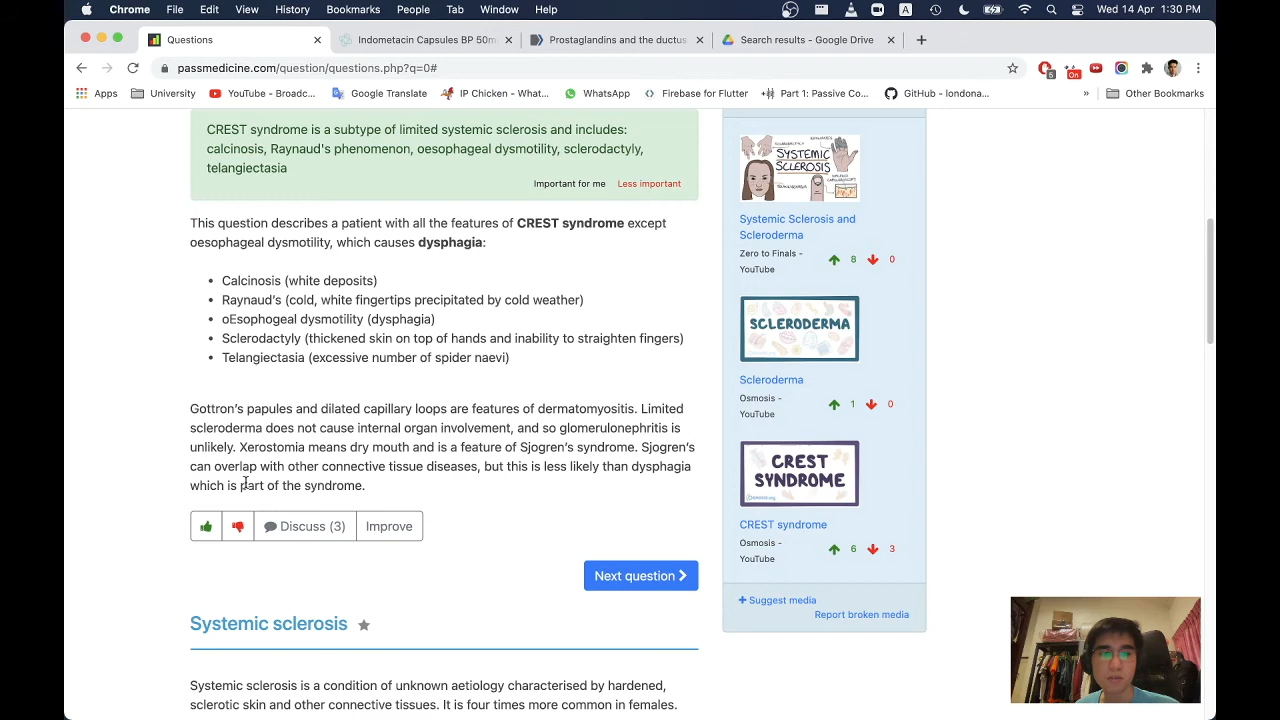 Chrome File Edit View History Bookmarks People Tab Window Help
Wed 14 Apr 1:30 PM
Questions
Indometacin Capsules BP 50m
Prostaglandins and the ductus
Search results - Google Drive
passmedicine.com/question/questions.php?q=0#
5
On
Apps University YouTube - Broadc... Google Translate IP Chicken - What... WhatsApp Firebase for Flutter Part 1: Passive Co... GitHub - londona... » Other Bookmarks
CREST syndrome is a subtype of limited systemic sclerosis and includes:
calcinosis, Raynaud's phenomenon, oesophageal dysmotility, sclerodactyly,
telangiectasia
Important for me Less important
This question describes a patient with all the features of CREST syndrome except
oesophageal dysmotility, which causes dysphagia:
• Calcinosis (white deposits)
• Raynaud's (cold, white fingertips precipitated by cold weather)
• oEsophogeal dysmotility (dysphagia)
• Sclerodactyly (thickened skin on top of hands and inability to straighten fingers)
• Telangiectasia (excessive number of spider naevi)
Gottron's papules and dilated capillary loops are features of dermatomyositis. Limited
scleroderma does not cause internal organ involvement, and so glomerulonephritis is
unlikely. Xerostomia means dry mouth and is a feature of Sjogren's syndrome. Sjogren's
can overlap with other connective tissue diseases, but this is less likely than dysphagia
which is part of the syndrome.
Discuss (3) Improve
Next question
Systemic sclerosis
Systemic sclerosis is a condition of unknown aetiology characterised by hardened,
sclerotic skin and other connective tissues. It is four times more common in females.
SYSTEMIC
SCLEROSIS
Systemic Sclerosis and
Scleroderma
Zero to Finals -
YouTube
8 0
SCLERODERMA
Scleroderma
Osmosis -
YouTube
1 0
CREST
SYNDROME
CREST syndrome
Osmosis -
YouTube
6 3
+ Suggest media
Report broken media